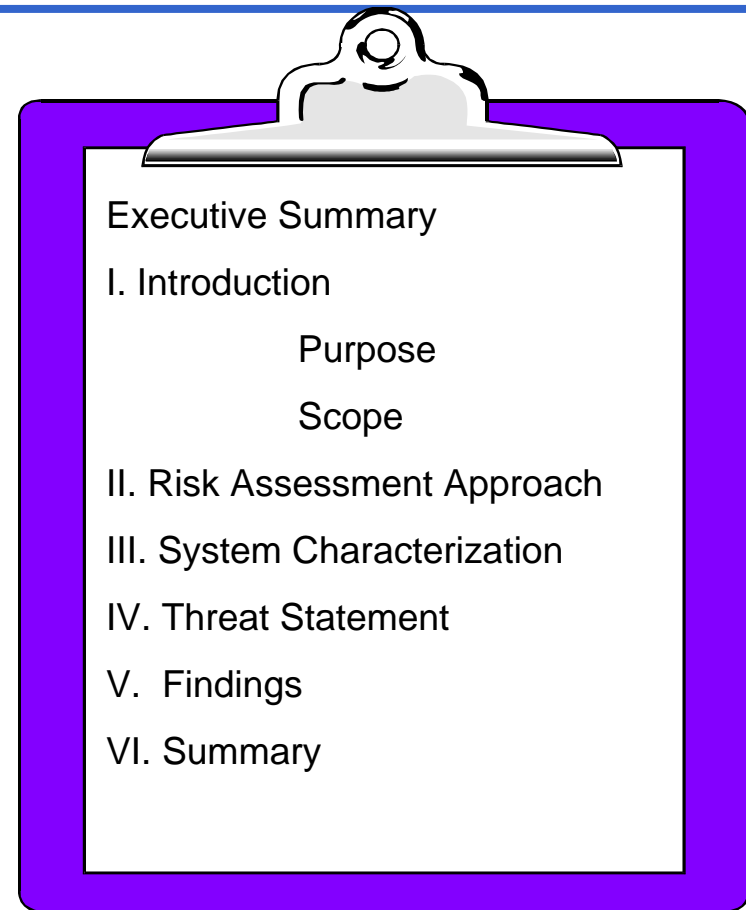 Executive Summary
I. Introduction
Purpose
Scope
II. Risk Assessment Approach
III. System Characterization
IV. Threat Statement
V.  Findings
VI. Summary